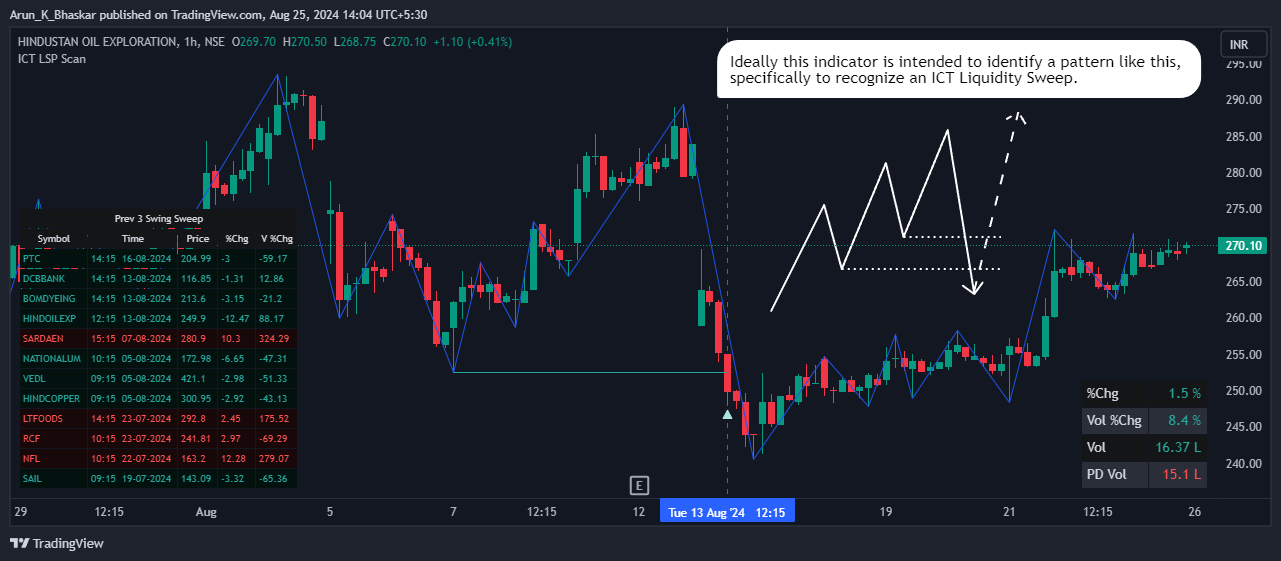 Arun_K_Bhaskar published on TradingView.com, Aug 25, 2024 14:04 UTC+5:30
HINDUSTAN OIL EXPLORATION, 1h, NSE O269.70 H270.50 L268.75 C270.10 +1.10 (+0.41%)
ICT LSP Scan
Ideally this indicator is intended to identify a pattern like this,
specifically to recognize an ICT Liquidity Sweep.
INR
295.00
290.00
285.00
280.00
275.00
270.10
265.00
260.00
255.00
250.00
245.00
240.00
Prev 3 Swing Sweep
Symbol Time Price %Chg V %Chg
PTC 14:15 16-08-2024 204.99 -3 -59.17
DCBBANK 14:15 13-08-2024 116.85 -1.31 12.86
BOMDYEING 14:15 13-08-2024 213.6 -3.15 -21.2
HINDOILEXP 12:15 13-08-2024 249.9 -12.47 88.17
SARDAEN 15:15 07-08-2024 280.9 10.3 324.29
NATIONALUM 10:15 05-08-2024 172.98 -6.65 -47.31
VEDL 09:15 05-08-2024 421.1 -2.98 -51.33
HINDCOPPER 09:15 05-08-2024 300.95 -2.92 -43.13
LTFOODS 14:15 23-07-2024 292.8 2.45 175.52
RCF 10:15 23-07-2024 241.81 2.97 -69.29
NFL 10:15 22-07-2024 163.2 12.28 279.07
SAIL 09:15 19-07-2024 143.09 -3.32 -65.36
%Chg 1.5 %
Vol %Chg 8.4 %
Vol 16.37 L
PD Vol 15.1 L
E
29 12:15 Aug 5 7 12:15 12 Tue 13 Aug '24 12:15 19 21 12:15 26
TradingView